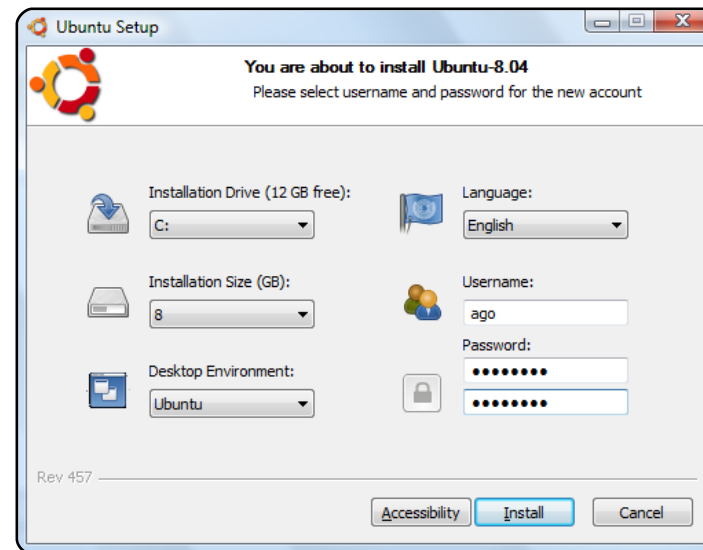 Ubuntu Setup
You are about to install Ubuntu-8.04
Please select username and password for the new account
Installation Drive (12 GB free):
C:
Installation Size (GB):
8
Desktop Environment:
Ubuntu
Language:
English
Username:
ago
Password:
••••••••
••••••••
Rev 457
Accessibility
Install
Cancel